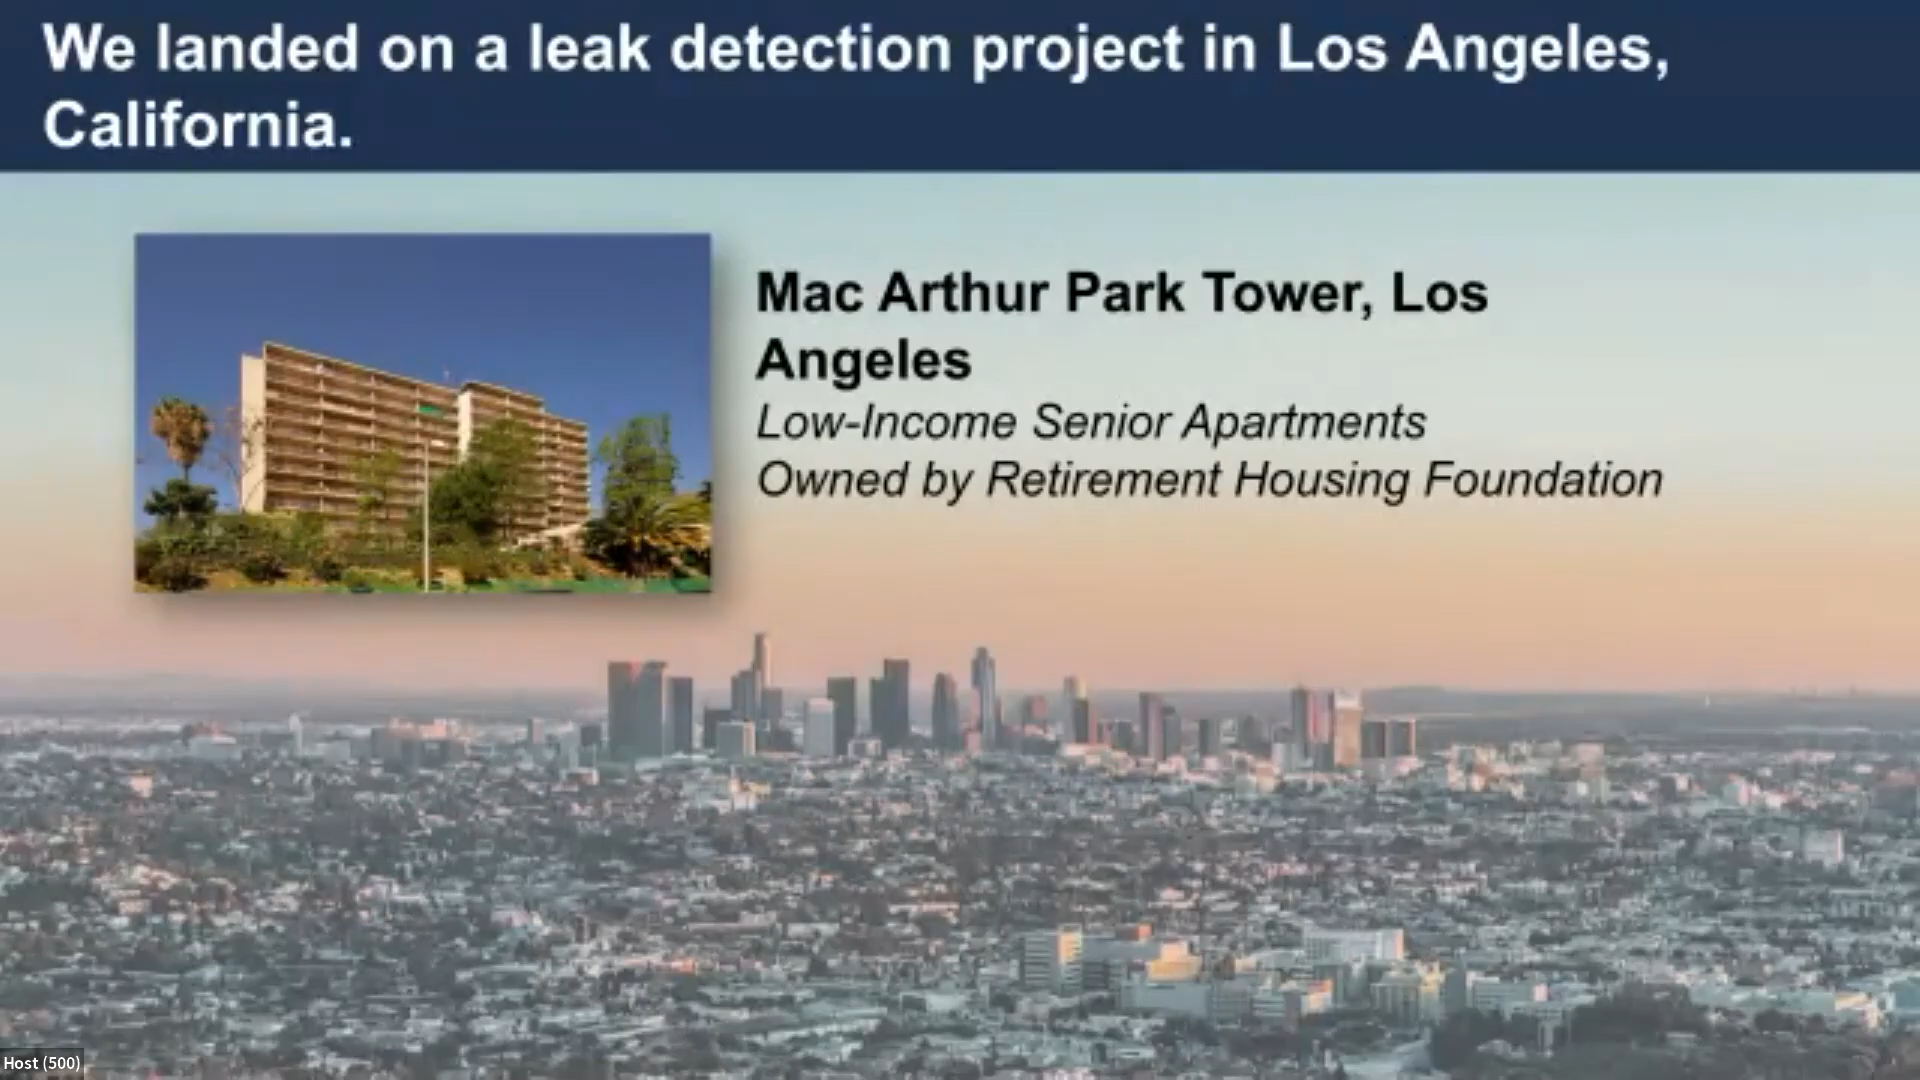 We landed on a leak detection project in Los Angeles,
California.
Mac Arthur Park Tower, Los
Angeles
Low-Income Senior Apartments
Owned by Retirement Housing Foundation
Host (500)